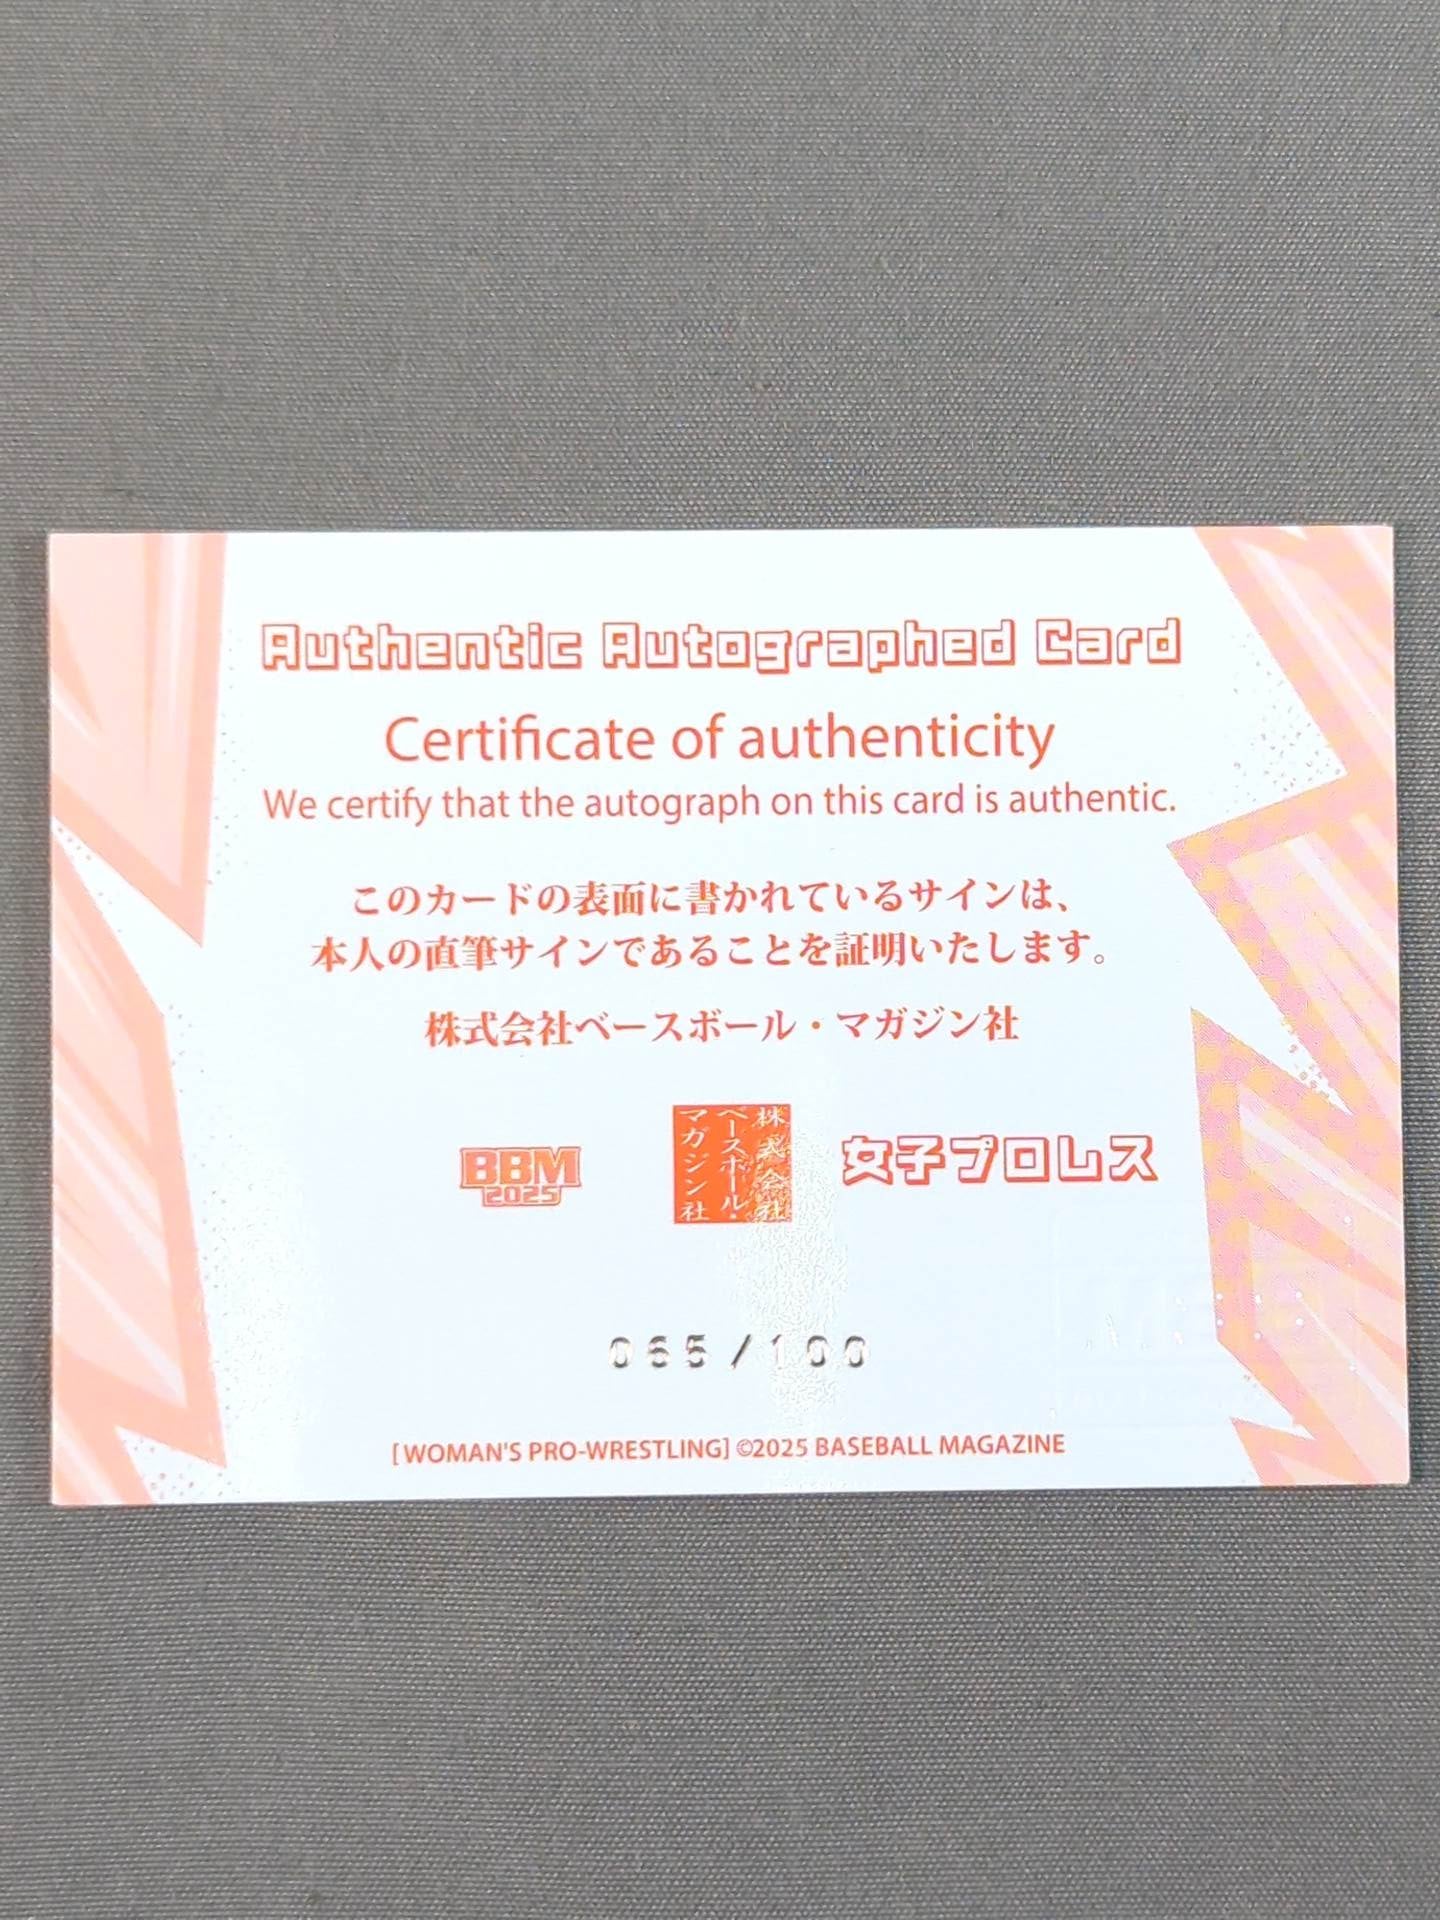 Authentic Autographed Card
Certificate of authenticity
We certify that the autograph on this card is authentic.
このカードの表面に書かれているサインは、
本人の直筆サインであることを証明いたします。
株式会社ベースボール・マガジン社
BBM
2025
株式会社
ベースボール・
マガジン社
女子プロレス
065/100
[WOMAN'S PRO-WRESTLING] ©2025 BASEBALL MAGAZINE